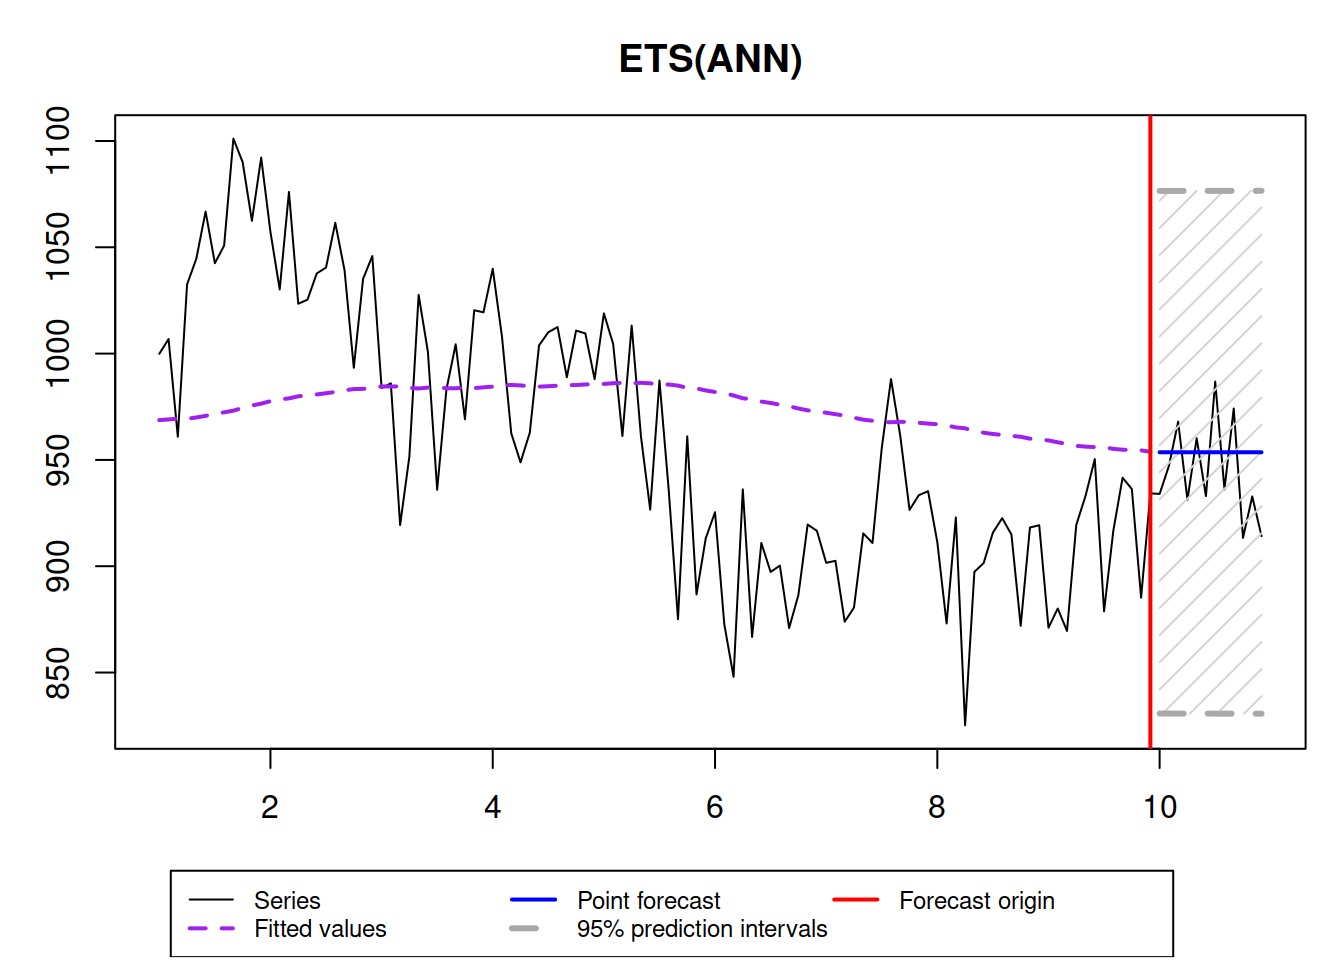 ETS(ANN)
1100
1050
1000
950
900
850
2 4 6 8 10
Series Point forecast Forecast origin
Fitted values 95% prediction intervals